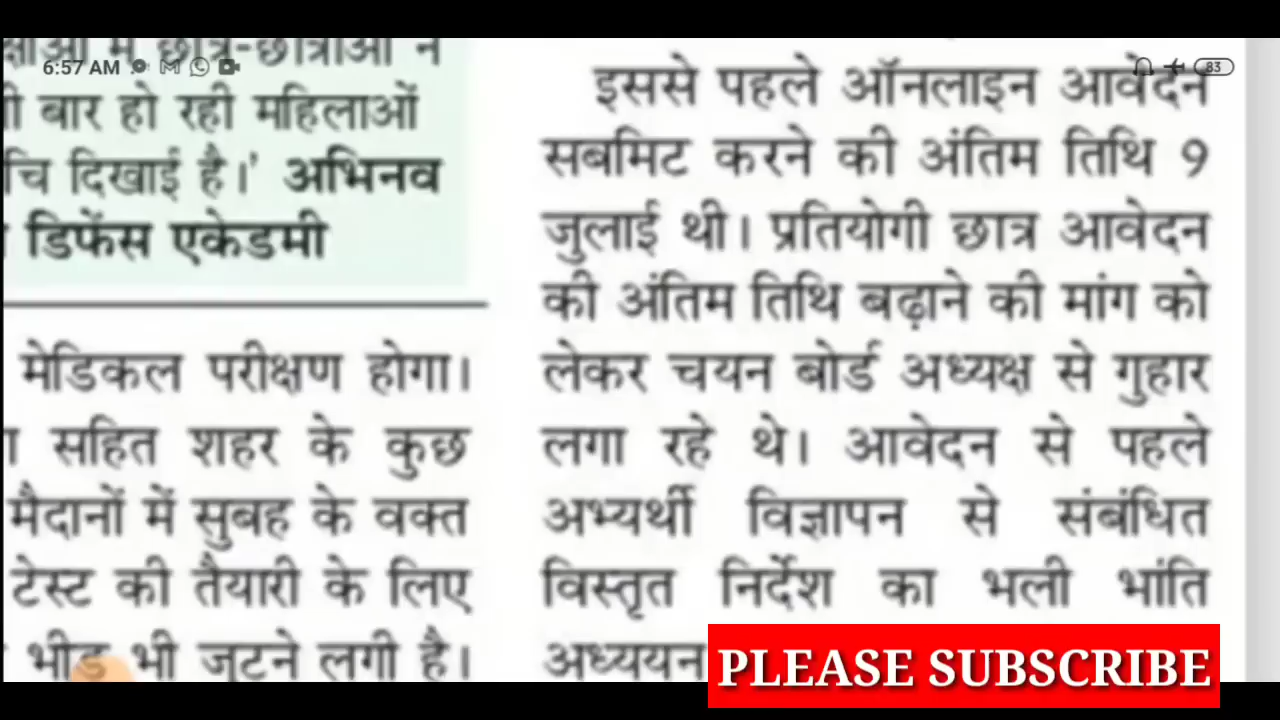 6:57 AM
83
क्षाओं में छात्र-छात्राओं ने
ी बार हो रही महिलाओं
चि दिखाई है।' अभिनव
डिफेंस एकेडमी
मेडिकल परीक्षण होगा।
सहित शहर के कुछ
मैदानों में सुबह के वक्त
टेस्ट की तैयारी के लिए
भीड़ भी जुटने लगी है।
इससे पहले ऑनलाइन आवेदन
सबमिट करने की अंतिम तिथि 9
जुलाई थी। प्रतियोगी छात्र आवेदन
की अंतिम तिथि बढ़ाने की मांग को
लेकर चयन बोर्ड अध्यक्ष से गुहार
लगा रहे थे। आवेदन से पहले
अभ्यर्थी विज्ञापन से संबंधित
विस्तृत निर्देश का भली भांति
अध्ययन
PLEASE SUBSCRIBE